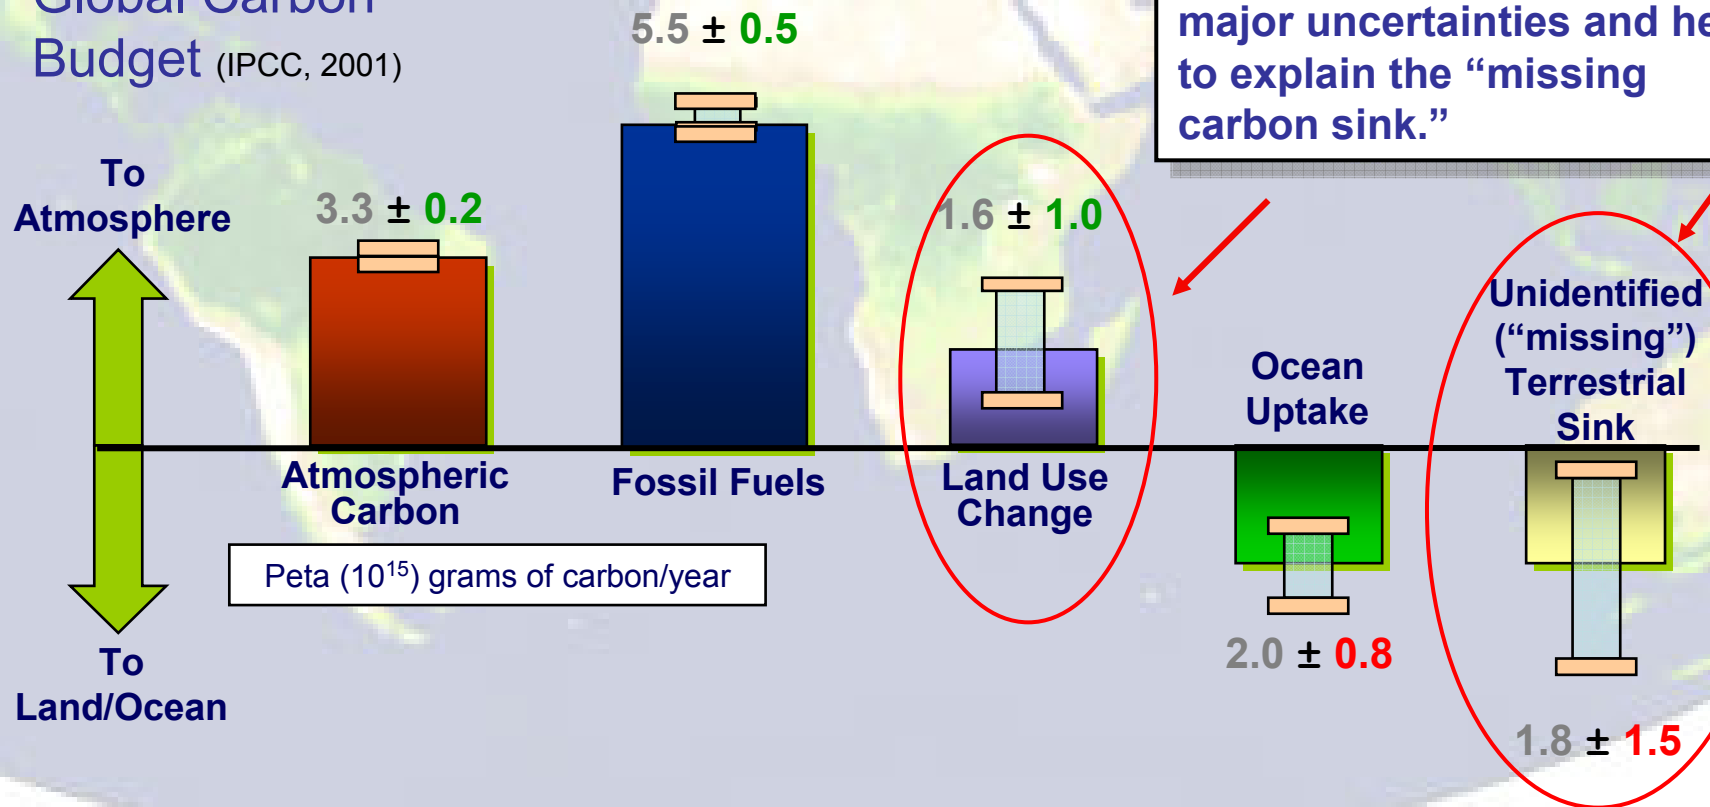 Global Carbon
Budget (IPCC, 2001)
major uncertainties and he
to explain the “missing
carbon sink.”
5.5 ± 0.5
To
Atmosphere
3.3 ± 0.2
1.6 ± 1.0
Unidentified
(“missing”)
Terrestrial
Sink
Ocean
Uptake
Atmospheric
Carbon
Fossil Fuels
Land Use
Change
Peta (10¹⁵) grams of carbon/year
To
Land/Ocean
2.0 ± 0.8
1.8 ± 1.5